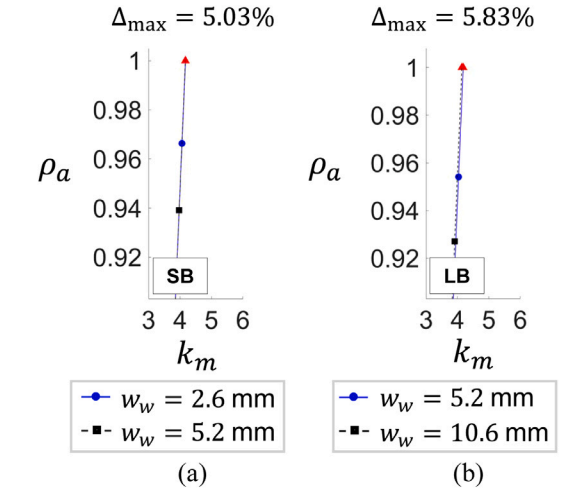 Δmax = 5.03%
1
0.98
0.96
0.94
0.92
ρa
SB
3 4 5 6
km
ww = 2.6 mm
ww = 5.2 mm
(a)
Δmax = 5.83%
1
0.98
0.96
0.94
0.92
ρa
LB
3 4 5 6
km
ww = 5.2 mm
ww = 10.6 mm
(b)